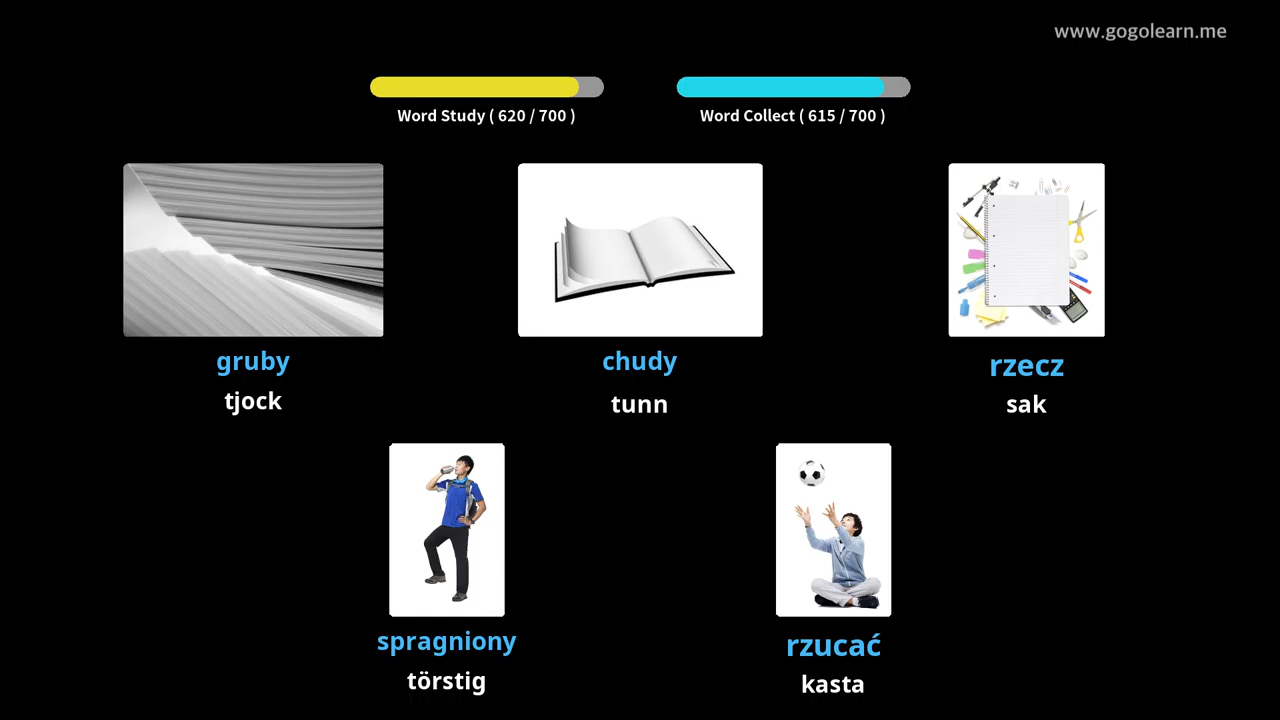 www.gogolearn.me
Word Study ( 620 / 700 )
Word Collect ( 615 / 700 )
gruby
chudy
rzecz
tjock
tunn
sak
spragniony
rzucać
törstig
kasta